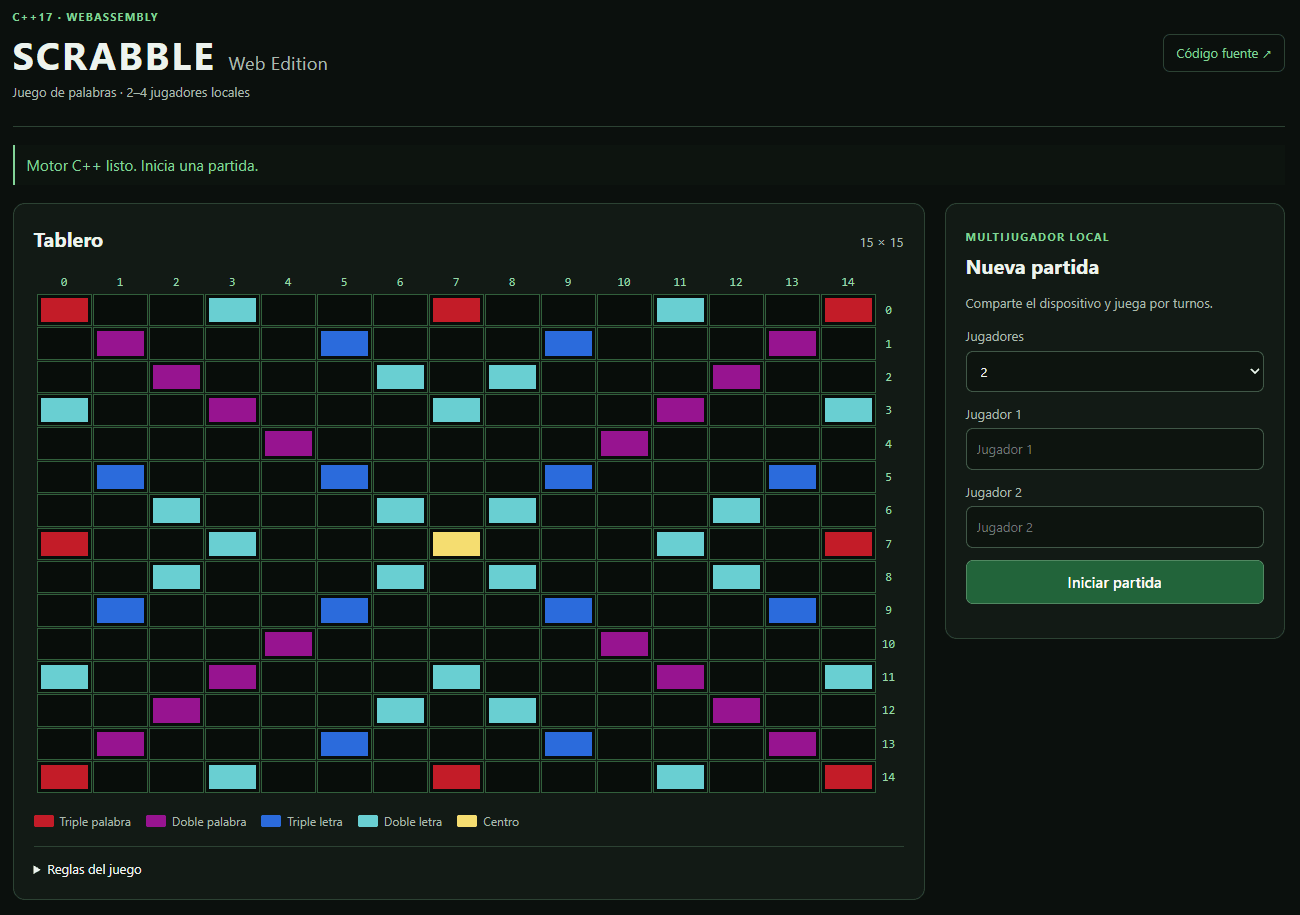 C++17 · WEBASSEMBLY
SCRABBLE Web Edition
Código fuente ↗
Juego de palabras · 2–4 jugadores locales
Motor C++ listo. Inicia una partida.
Tablero
15 × 15
0 1 2 3 4 5 6 7 8 9 10 11 12 13 14
0
1
2
3
4
5
6
7
8
9
10
11
12
13
14
Triple palabra Doble palabra Triple letra Doble letra Centro
▶ Reglas del juego
MULTIJUGADOR LOCAL
Nueva partida
Comparte el dispositivo y juega por turnos.
Jugadores
2
Jugador 1
Jugador 1
Jugador 2
Jugador 2
Iniciar partida